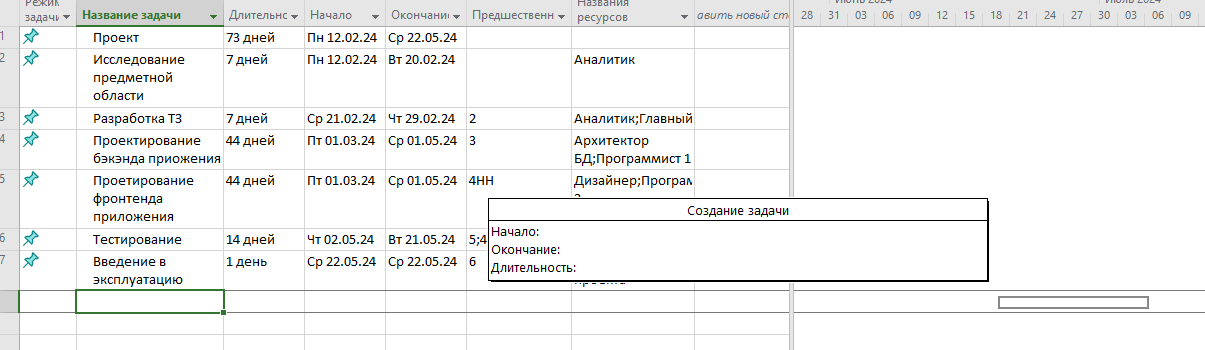 Режим задачи Название задачи Длительнс Начало Окончание Предшественн Названия ресурсов авить новый сто
28 31 03 06 09 12 15 18 21 24 27 30 03 06 09
1 Проект 73 дней Пн 12.02.24 Ср 22.05.24
2 Исследование предметной области 7 дней Пн 12.02.24 Вт 20.02.24 Аналитик
3 Разработка ТЗ 7 дней Ср 21.02.24 Чт 29.02.24 2 Аналитик;Главный
4 Проектирование бэкэнда приожения 44 дней Пт 01.03.24 Ср 01.05.24 3 Архитектор БД;Программист 1
5 Проетирование фронтенда приложения 44 дней Пт 01.03.24 Ср 01.05.24 4НН Дизайнер;Програм
6 Тестирование 14 дней Чт 02.05.24 Вт 21.05.24 5;4
7 Введение в эксплуатацию 1 день Ср 22.05.24 Ср 22.05.24 6
Создание задачи
Начало:
Окончание:
Длительность: